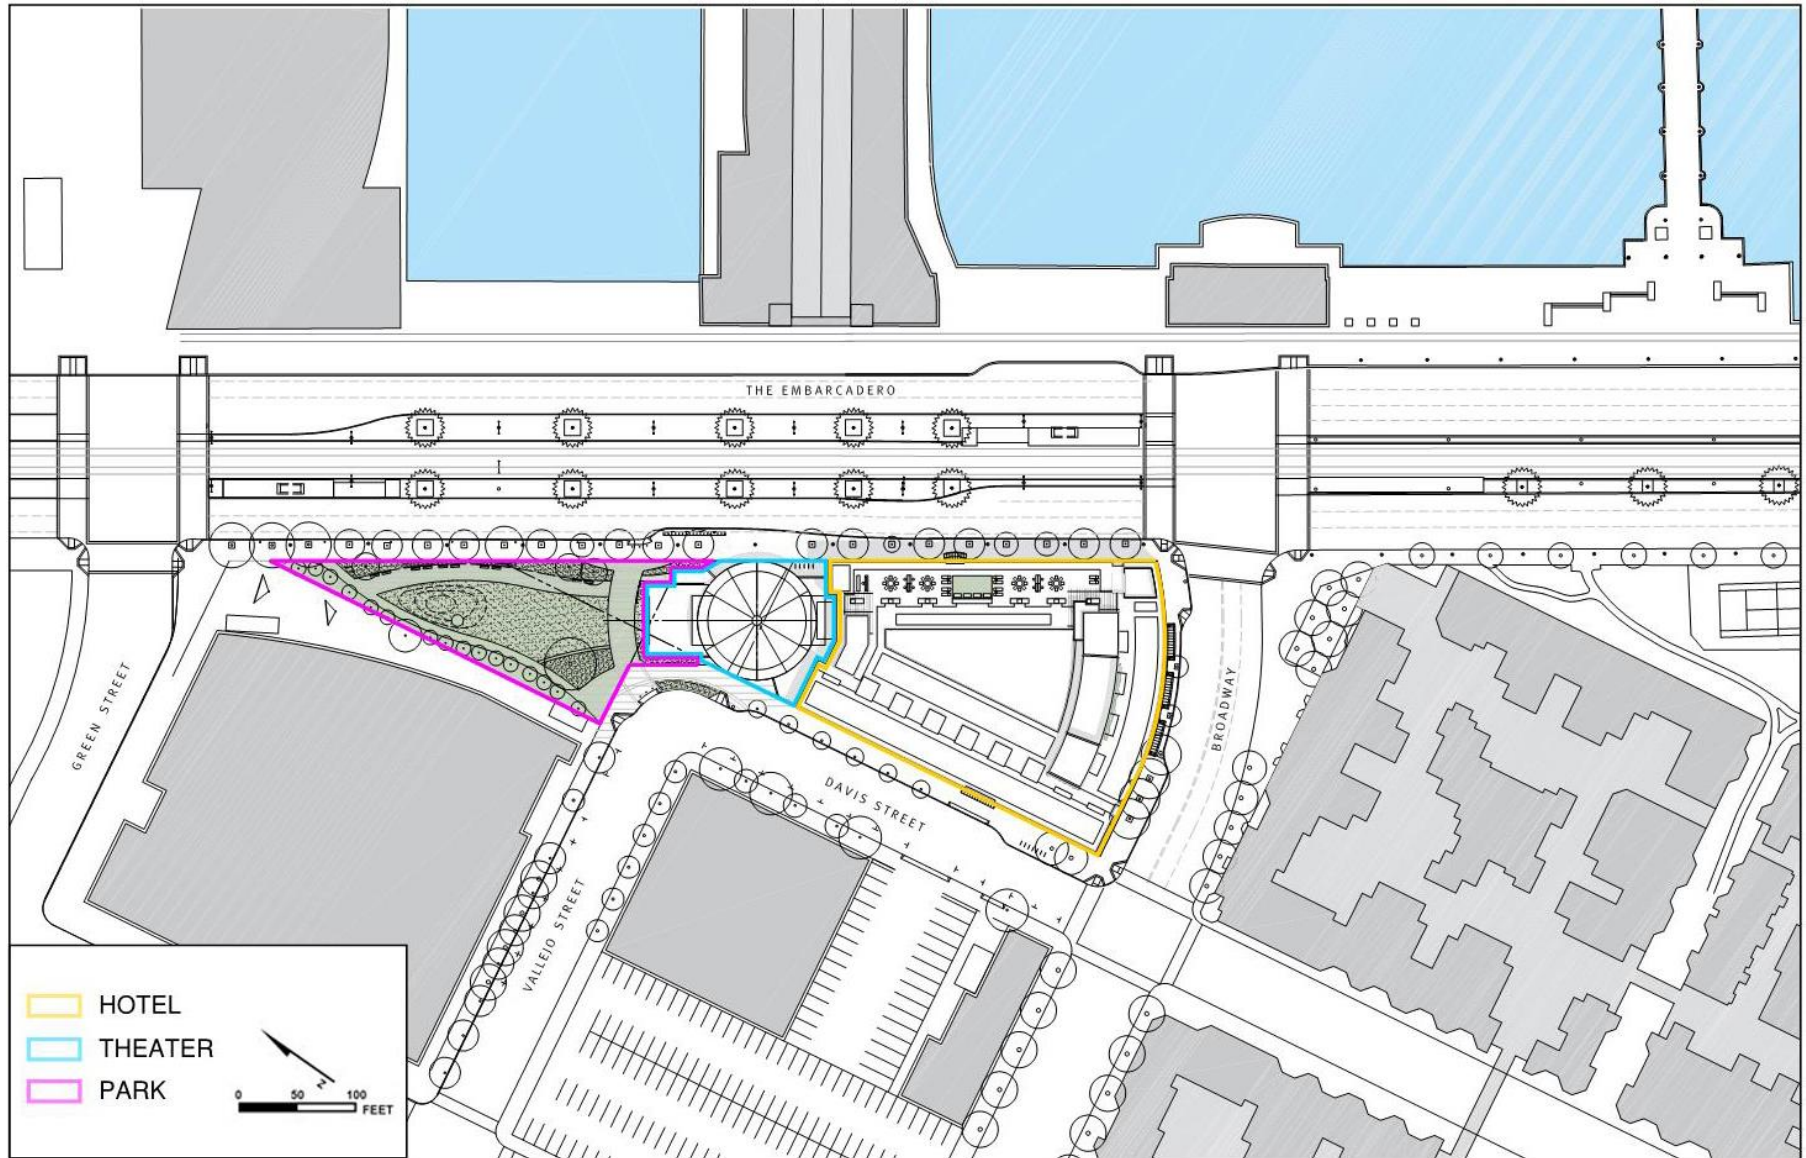 THE EMBARCADERO
GREEN STREET
BROADWAY
DAVIS STREET
VALLEJO STREET
HOTEL
THEATER
PARK
N
0 50 100
FEET